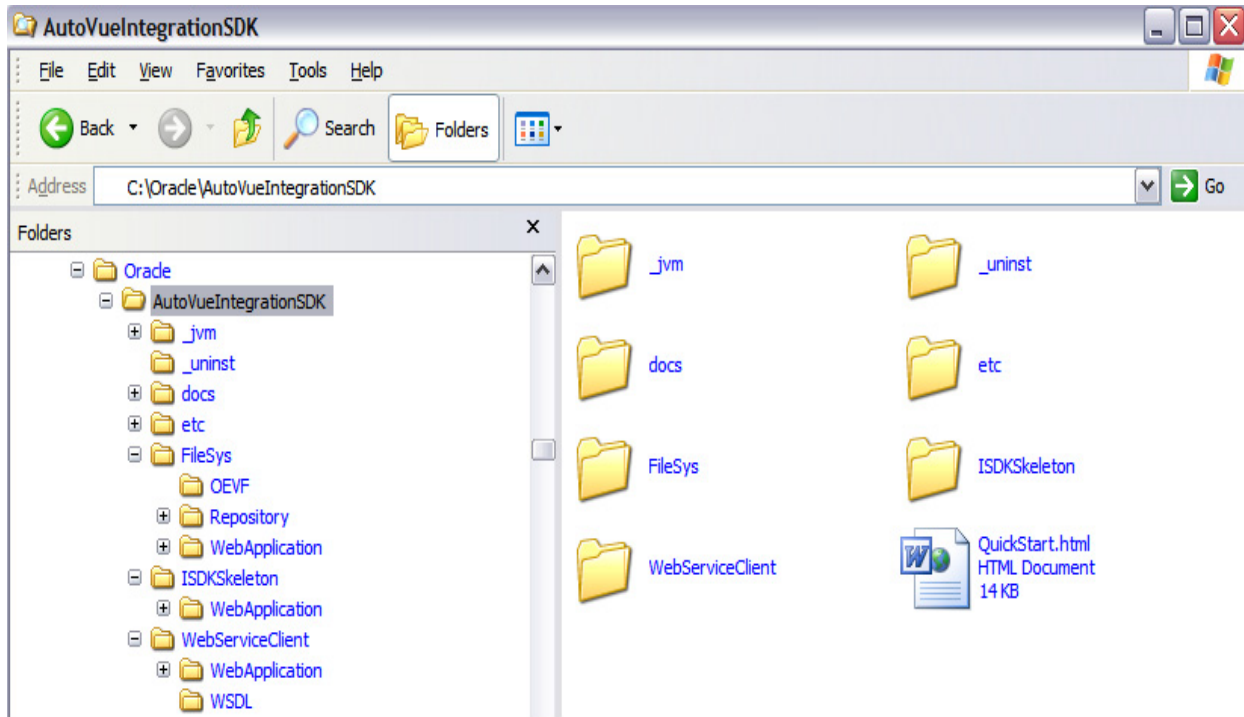 AutoVueIntegrationSDK
File Edit View Favorites Tools Help
Back Search Folders
Address C:\Oracle\AutoVueIntegrationSDK Go
Folders x
Oracle
AutoVueIntegrationSDK
_jvm
_uninst
docs
etc
FileSys
OEVF
Repository
WebApplication
ISDKSkeleton
WebApplication
WebServiceClient
WebApplication
WSDL
_jvm
_uninst
docs
etc
FileSys
ISDKSkeleton
WebServiceClient
QuickStart.html
HTML Document
14 KB